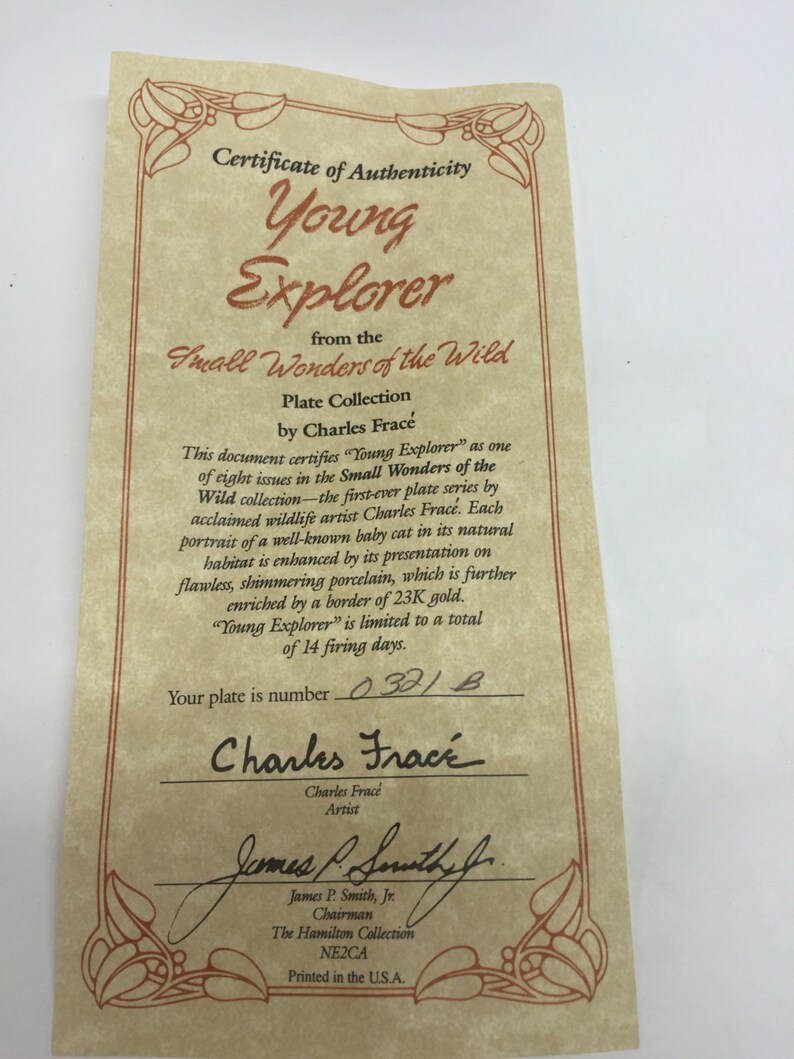 Certificate of Authenticity
Young
Explorer
from the
Small Wonders of the Wild
Plate Collection
by Charles Fracé
This document certifies “Young Explorer” as one
of eight issues in the Small Wonders of the
Wild collection—the first-ever plate series by
acclaimed wildlife artist Charles Fracé. Each
portrait of a well-known baby cat in its natural
habitat is enhanced by its presentation on
flawless, shimmering porcelain, which is further
enriched by a border of 23K gold.
“Young Explorer” is limited to a total
of 14 firing days.
Your plate is number 0321 B
Charles Fracé
Charles Fracé
Artist
James P. Smith, Jr.
James P. Smith, Jr.
Chairman
The Hamilton Collection
NE2CA
Printed in the U.S.A.